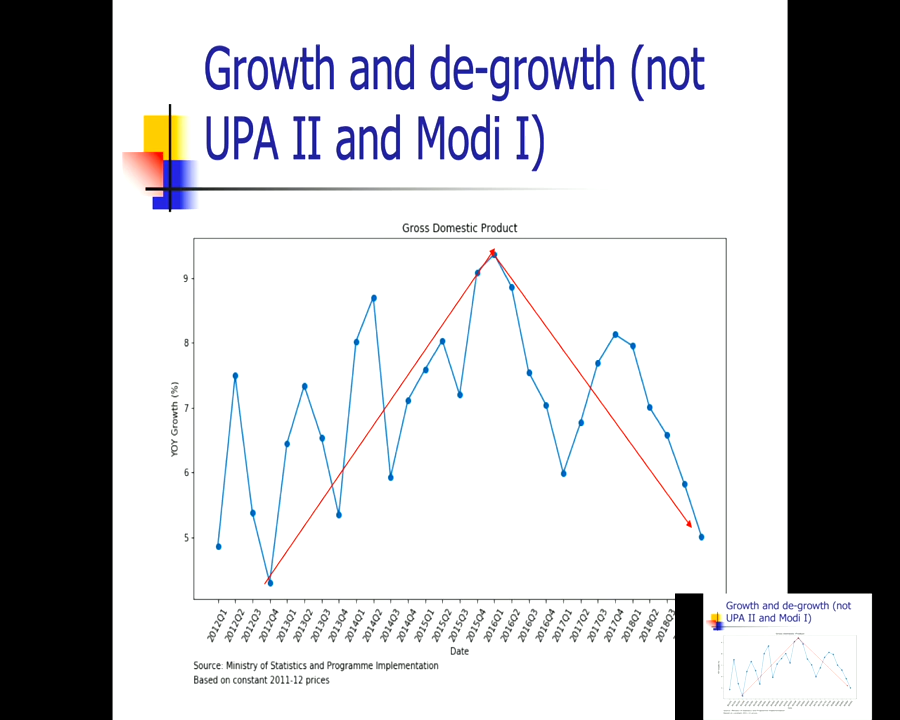 Growth and de-growth (not
UPA II and Modi I)
Gross Domestic Product
9
8
7
6
5
YOY Growth (%)
2012Q1 2012Q2 2012Q3 2012Q4 2013Q1 2013Q2 2013Q3 2013Q4 2014Q1 2014Q2 2014Q3 2014Q4 2015Q1 2015Q2 2015Q3 2015Q4 2016Q1 2016Q2 2016Q3 2016Q4 2017Q1 2017Q2 2017Q3 2017Q4 2018Q1 2018Q2 2018Q3
Date
Source: Ministry of Statistics and Programme Implementation
Based on constant 2011-12 prices
Growth and de-growth (not
UPA II and Modi I)